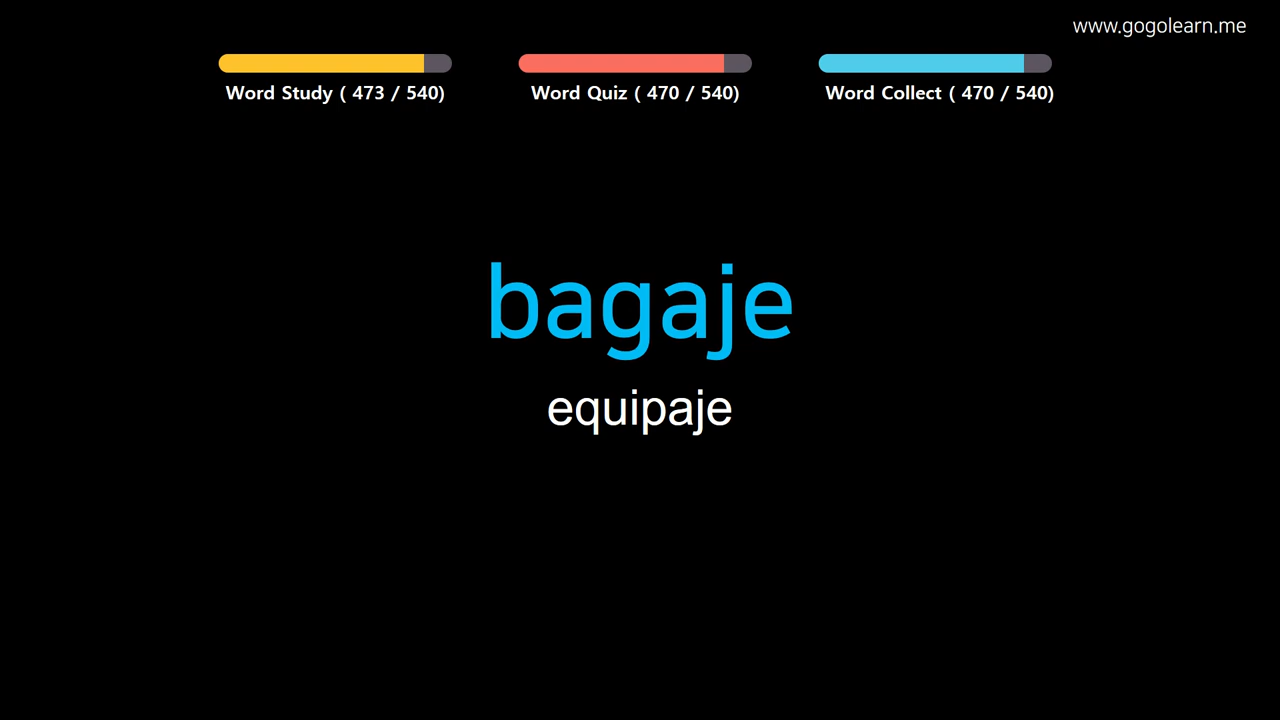 www.gogolearn.me
Word Study ( 473 / 540)
Word Quiz ( 470 / 540)
Word Collect ( 470 / 540)
bagaje
equipaje